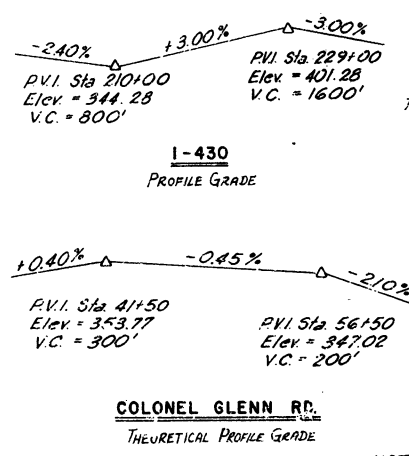 -2.40%
+3.00%
-3.00%
P.V.I. Sta 210+00
Elev. = 344.28
V.C. = 800'
P.V.I. Sta. 229+00
Elev. = 401.28
V.C. = 1600'
I-430
PROFILE GRADE
+0.40%
-0.45%
-2.10%
P.V.I. Sta. 41+50
Elev. = 353.77
V.C. = 300'
P.V.I. Sta. 56+50
Elev. = 347.02
V.C. = 200'
COLONEL GLENN RD.
THEORETICAL PROFILE GRADE